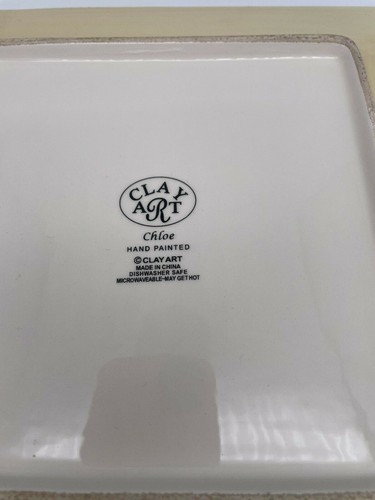 CLAY
ART
Chloe
HAND PAINTED
©CLAY ART
MADE IN CHINA
DISHWASHER SAFE
MICROWAVEABLE-MAY GET HOT